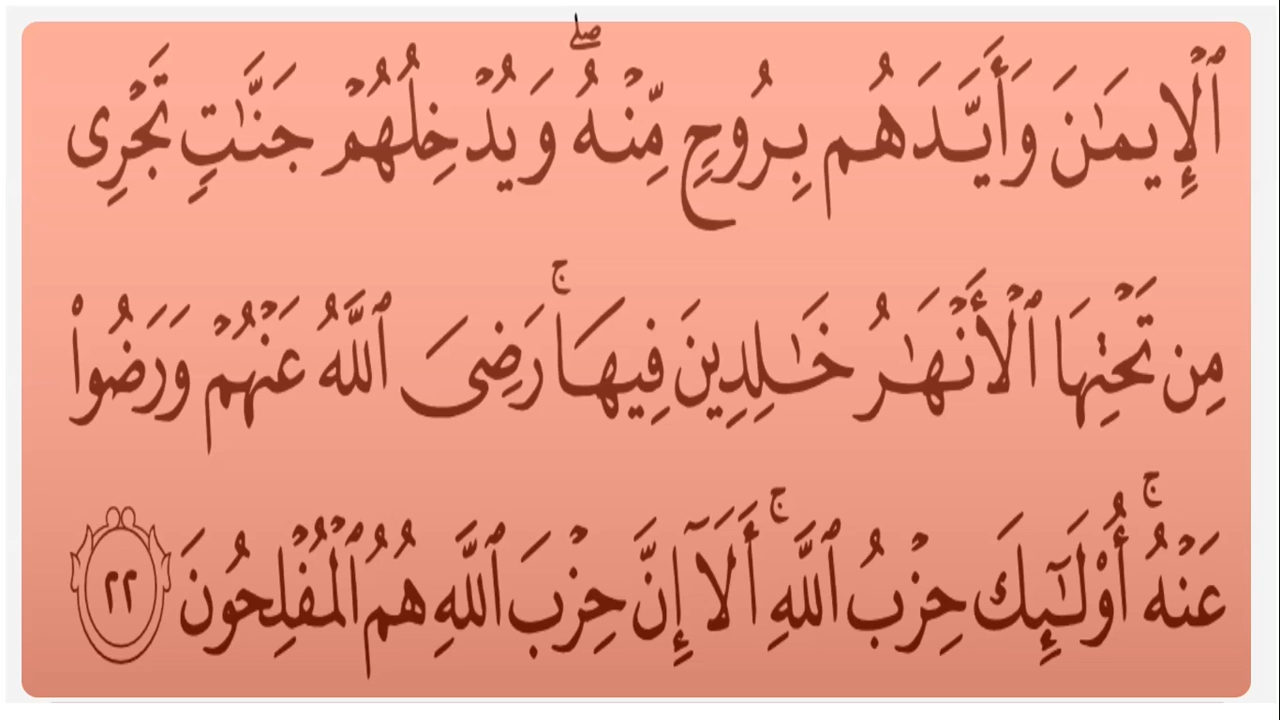 ٱلْإِيمَٰنَ وَأَيَّدَهُم بِرُوحٍ مِّنْهُ ۖ وَيُدْخِلُهُمْ جَنَّٰتٍ تَجْرِى
مِن تَحْتِهَا ٱلْأَنْهَٰرُ خَٰلِدِينَ فِيهَا ۚ رَضِىَ ٱللَّهُ عَنْهُمْ وَرَضُوا۟
عَنْهُ ۚ أُو۟لَٰٓئِكَ حِزْبُ ٱللَّهِ ۚ أَلَآ إِنَّ حِزْبَ ٱللَّهِ هُمُ ٱلْمُفْلِحُونَ ٢٢